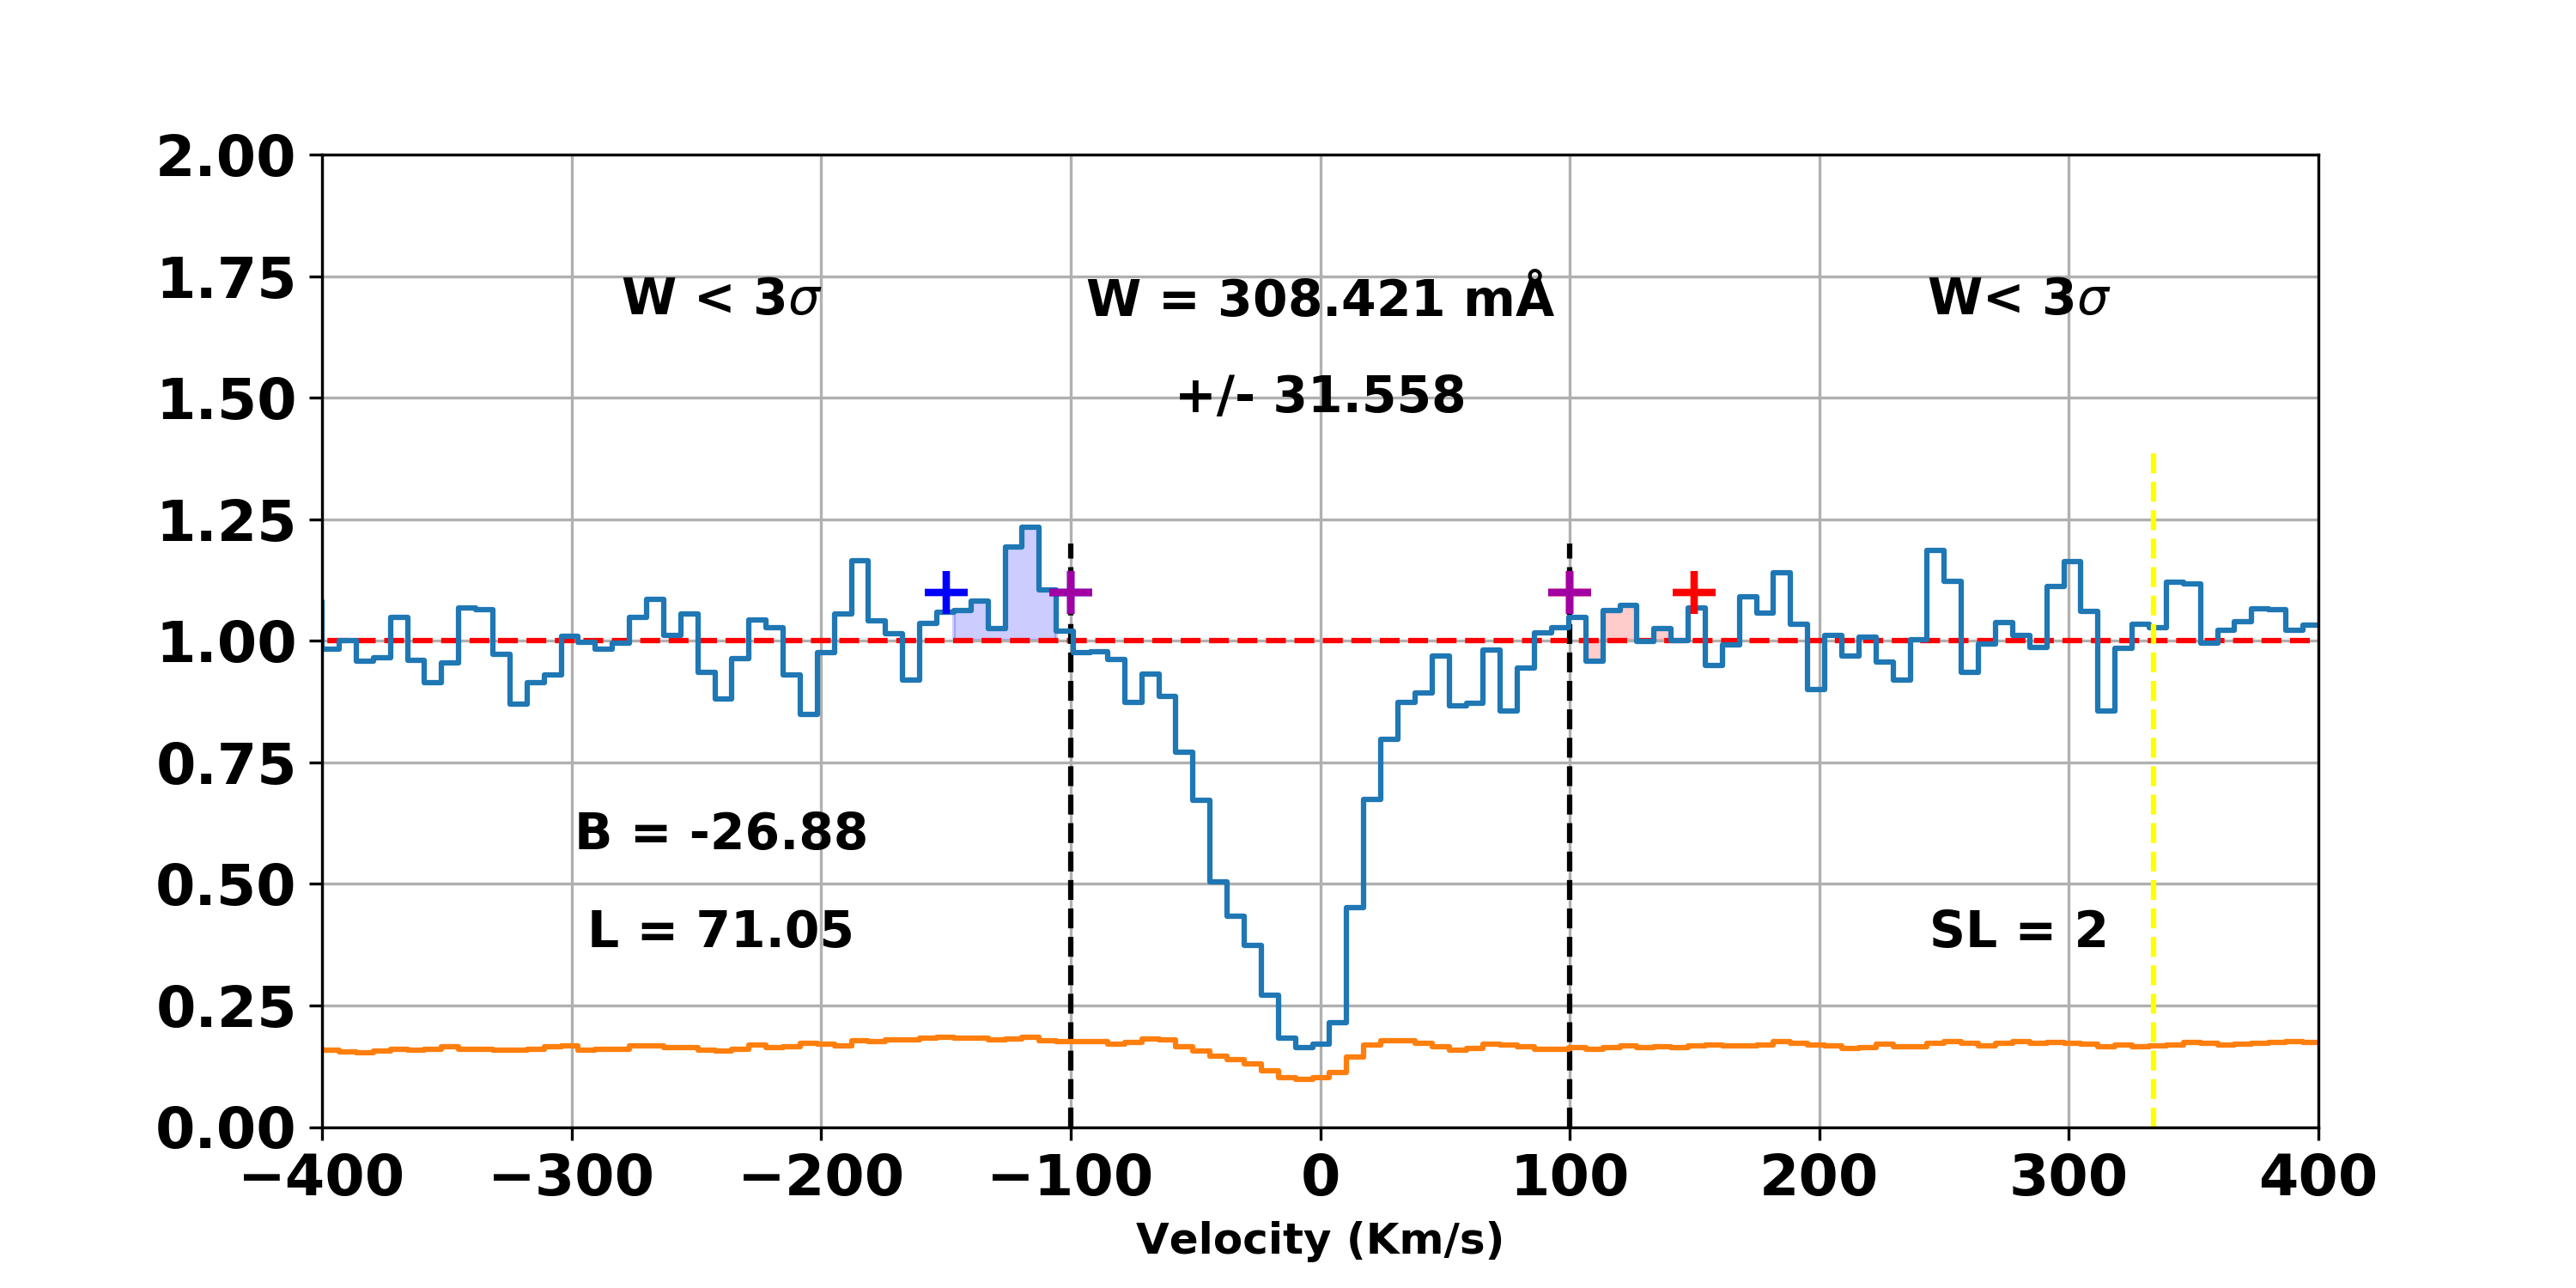 2.00
1.75
W < 3σ W = 308.421 mÅ W< 3σ
1.50
+/- 31.558
1.25
1.00
0.75
B = -26.88
0.50
L = 71.05 SL = 2
0.25
0.00
−400 −300 −200 −100 0 100 200 300 400
Velocity (Km/s)